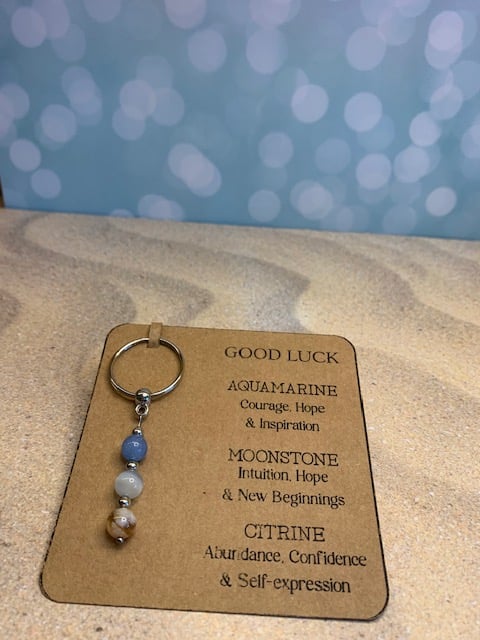 GOOD LUCK
AQUAMARINE
Courage, Hope
& Inspiration
MOONSTONE
Intuition, Hope
& New Beginnings
CITRINE
Abundance, Confidence
& Self-expression